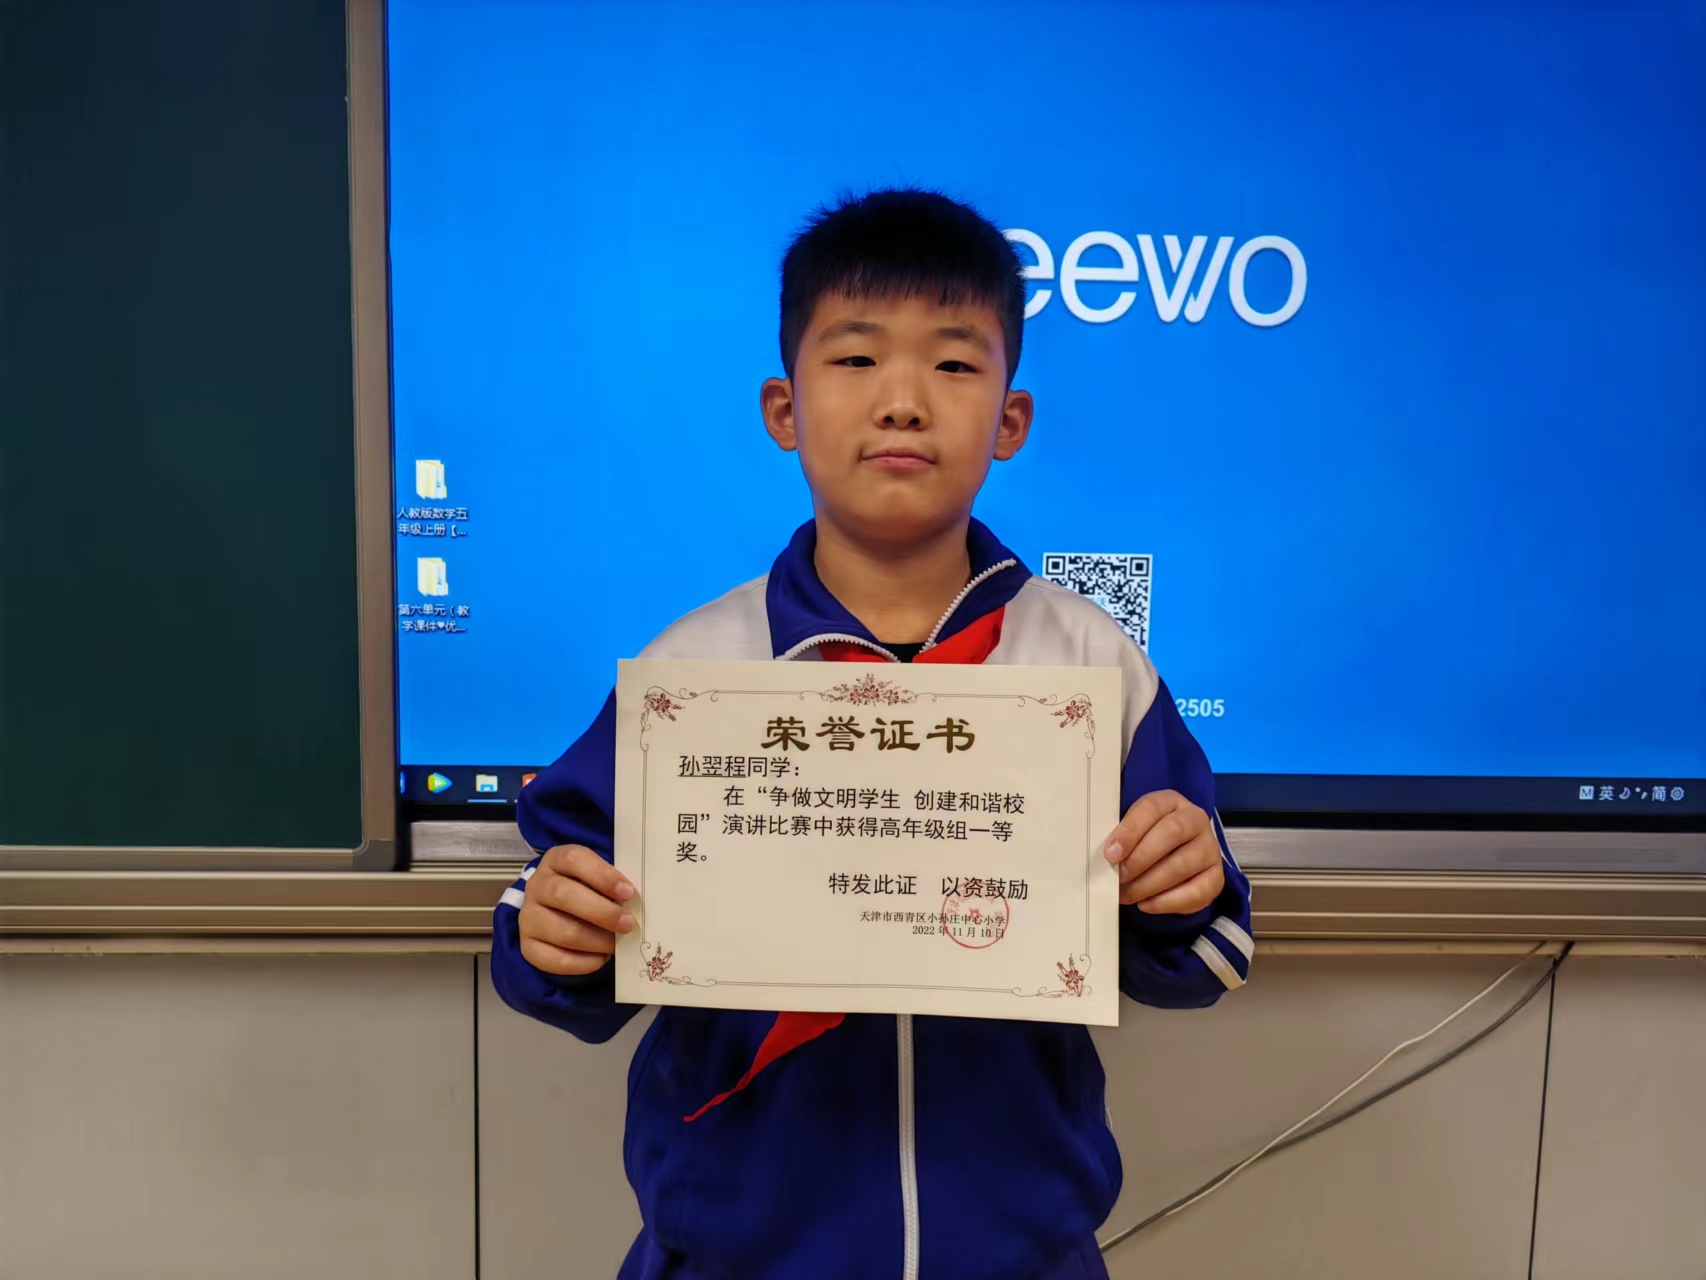 eewo
人教版数学五
年级上册【...
第六单元（教
学课件♥优...
2505
英
简
荣誉证书
孙翌程同学：
在“争做文明学生 创建和谐校
园”演讲比赛中获得高年级组一等
奖。
特发此证 以资鼓励
天津市西青区小孙庄中心小学
2022年11月10日